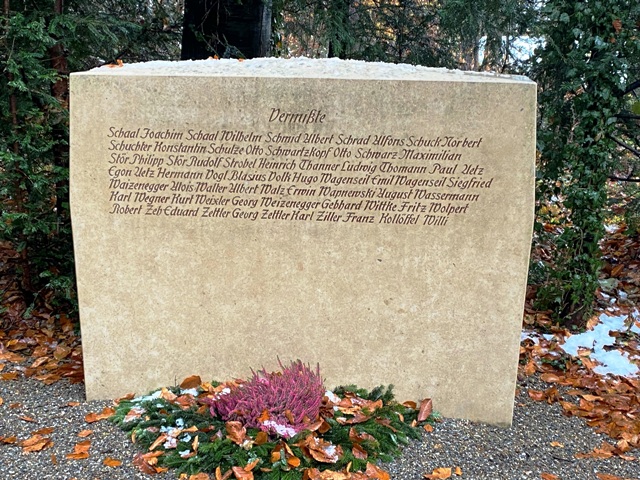 Vermißte
Schaal Joachim Schaal Wilhelm Schmid Albert Schrad Alfons Schuck Norbert
Schuchter Konstantin Schulze Otto Schwartzkopf Otto Schwarz Maximilian
Stör Philipp Stör Rudolf Strobel Heinrich Thanner Ludwig Thomann Paul Uetz
Egon Uetz Hermann Vogl Blasius Volk Hugo Wagenseil Emil Wagenseil Siegfried
Waizenegger Alois Walter Albert Walz Erwin Wapnewski August Wassermann
Karl Wegner Kurt Weixler Georg Weizenegger Gebhard Wittke Fritz Wolpert
Robert Zeh Eduard Zettler Georg Zettler Karl Ziller Franz Kollöffel Willi